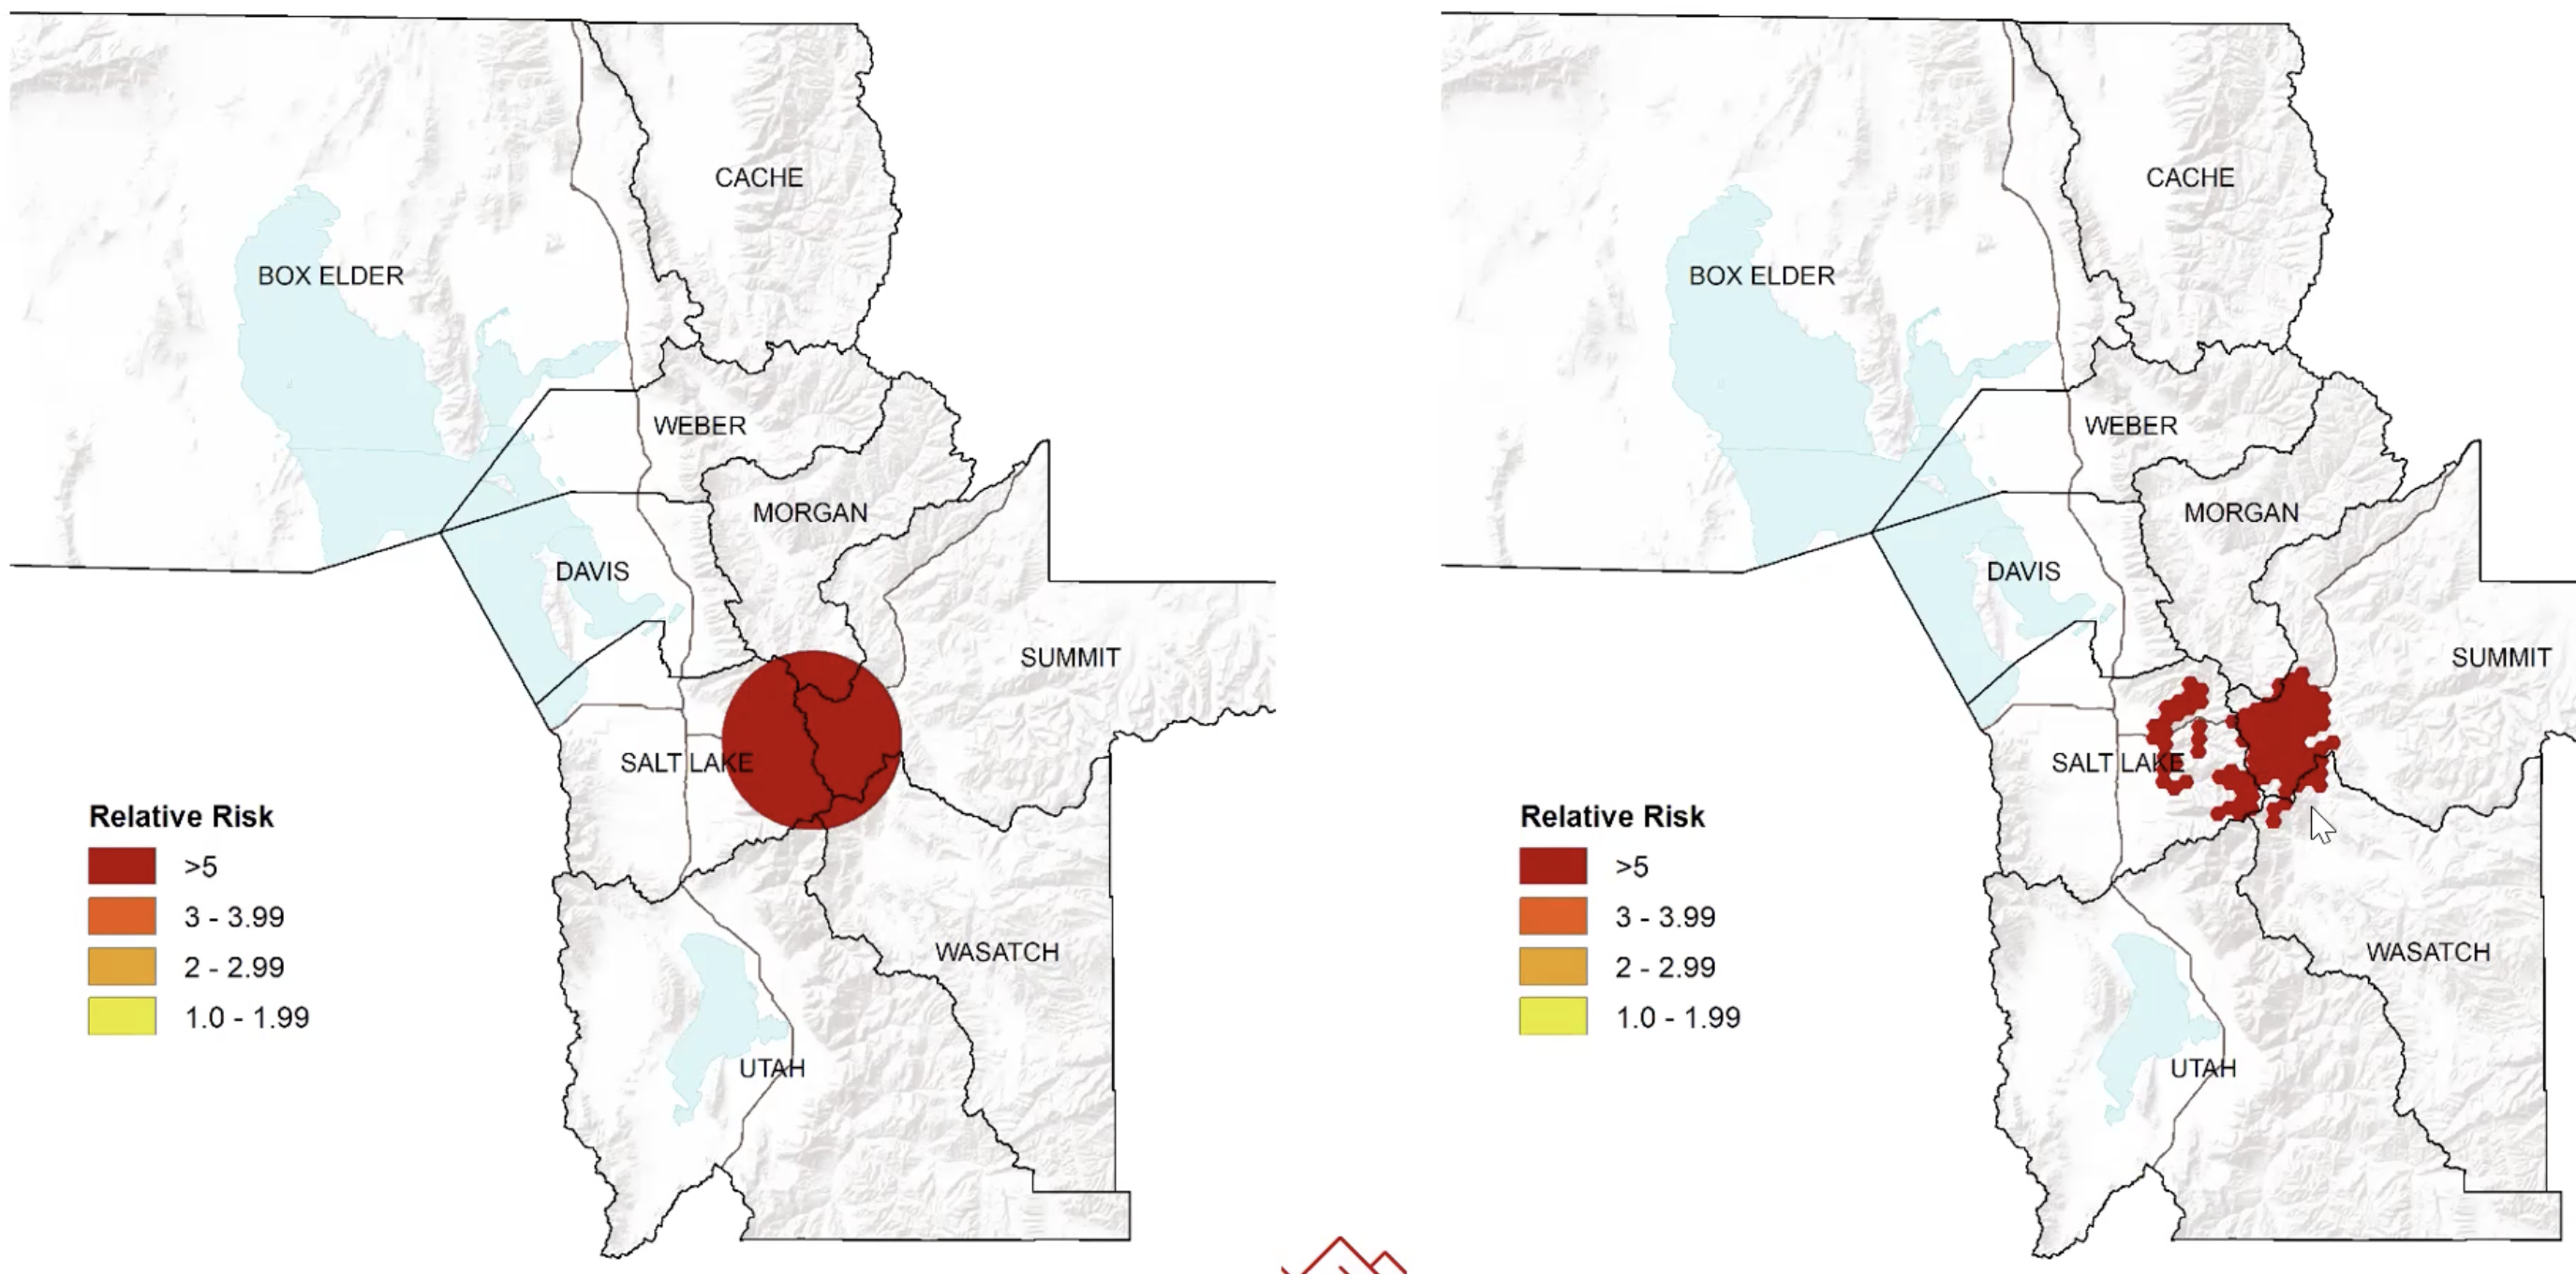 CACHE
BOX ELDER
WEBER
MORGAN
DAVIS
SUMMIT
SALT LAKE
Relative Risk
>5
3 - 3.99
2 - 2.99
1.0 - 1.99
WASATCH
UTAH
CACHE
BOX ELDER
WEBER
MORGAN
DAVIS
SUMMIT
SALT LAKE
Relative Risk
>5
3 - 3.99
2 - 2.99
1.0 - 1.99
WASATCH
UTAH